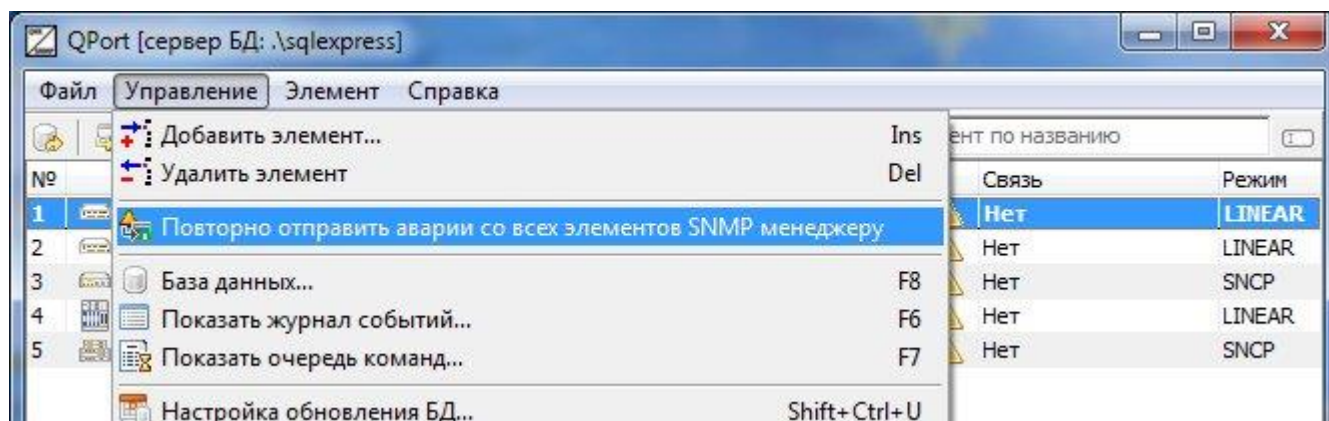 QPort [сервер БД: .\sqlexpress]
Файл Управление Элемент Справка
Добавить элемент... Ins
по названию
Удалить элемент Del
№ Связь Режим
1 Нет LINEAR
Повторно отправить аварии со всех элементов SNMP менеджеру
2 Нет LINEAR
3 База данных... F8 Нет SNCP
4 Показать журнал событий... F6 Нет LINEAR
5 Показать очередь команд... F7 Нет SNCP
Настройка обновления БД... Shift+Ctrl+U